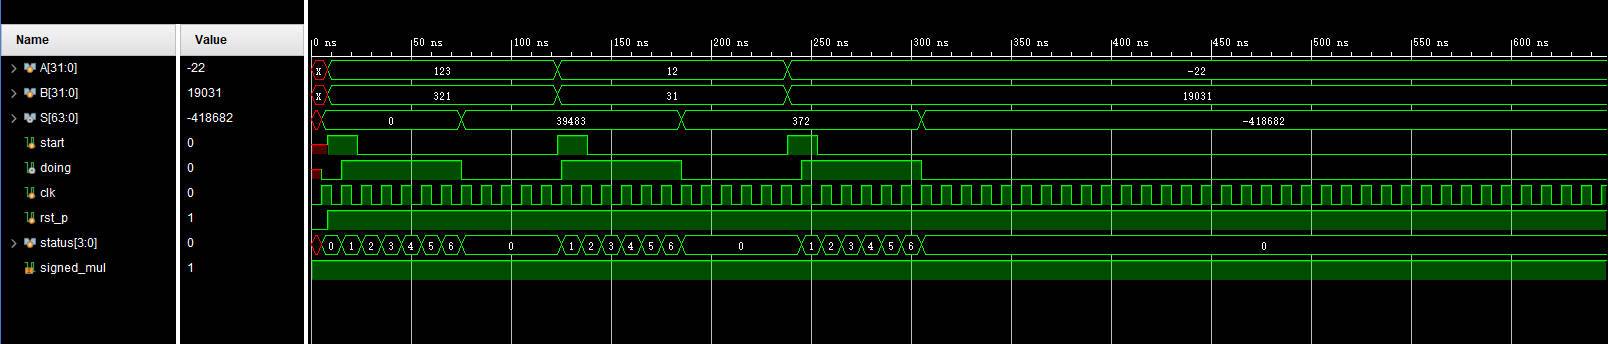 Name Value
0 ns 50 ns 100 ns 150 ns 200 ns 250 ns 300 ns 350 ns 400 ns 450 ns 500 ns 550 ns 600 ns
A[31:0] -22 X 123 12 -22
B[31:0] 19031 X 321 31 19031
S[63:0] -418682 0 39483 372 -418682
start 0
doing 0
clk 0
rst_p 1
status[3:0] 0 0 1 2 3 4 5 6 0 1 2 3 4 5 6 0 1 2 3 4 5 6 0
signed_mul 1